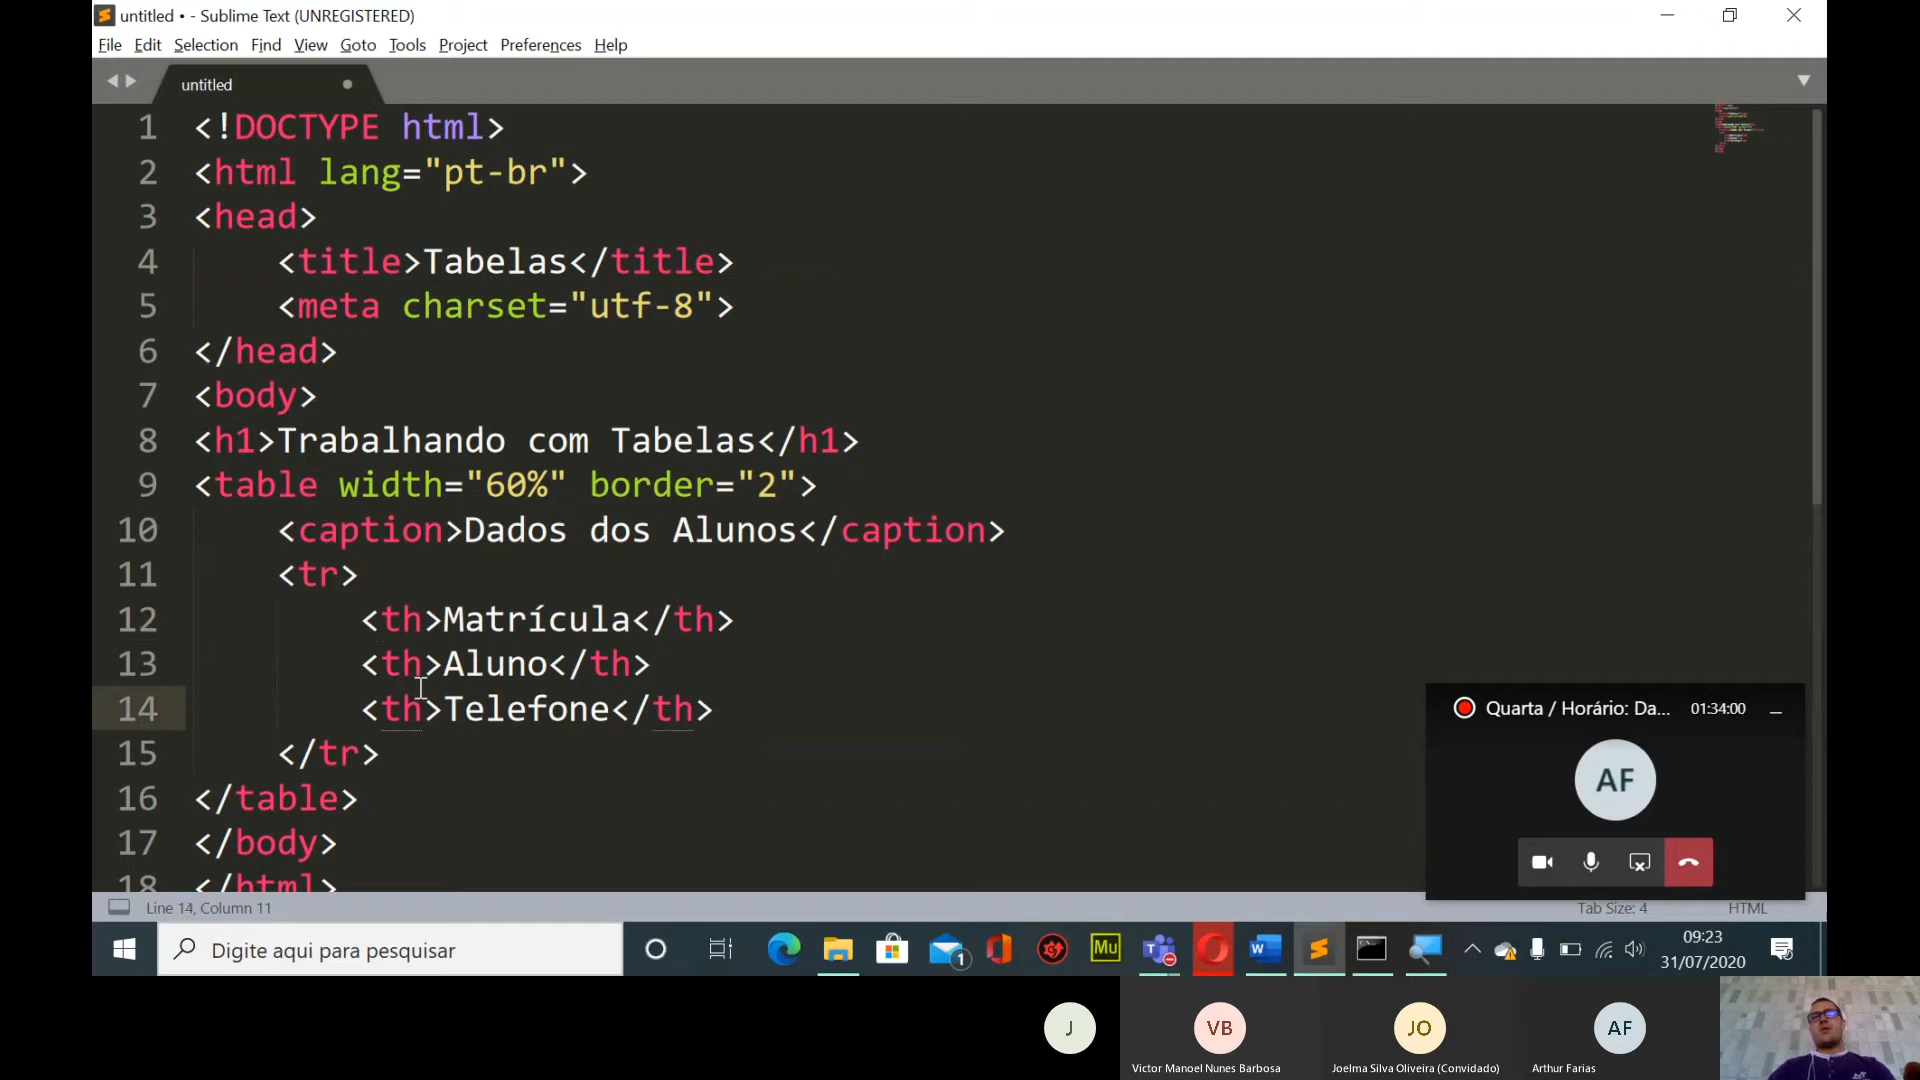 untitled • - Sublime Text (UNREGISTERED)
File Edit Selection Find View Goto Tools Project Preferences Help
untitled
1 <!DOCTYPE html>
2 <html lang="pt-br">
3 <head>
4 <title>Tabelas</title>
5 <meta charset="utf-8">
6 </head>
7 <body>
8 <h1>Trabalhando com Tabelas</h1>
9 <table width="60%" border="2">
10 <caption>Dados dos Alunos</caption>
11 <tr>
12 <th>Matrícula</th>
13 <th>Aluno</th>
14 <th>Telefone</th>
15 </tr>
16 </table>
17 </body>
18 </html>
Quarta / Horário: Da... 01:34:00
AF
Line 14, Column 11 Tab Size: 4 HTML
Digite aqui para pesquisar
1
Mu
09:23
31/07/2020
J
VB
JO
AF
Victor Manoel Nunes Barbosa
Joelma Silva Oliveira (Convidado)
Arthur Farias